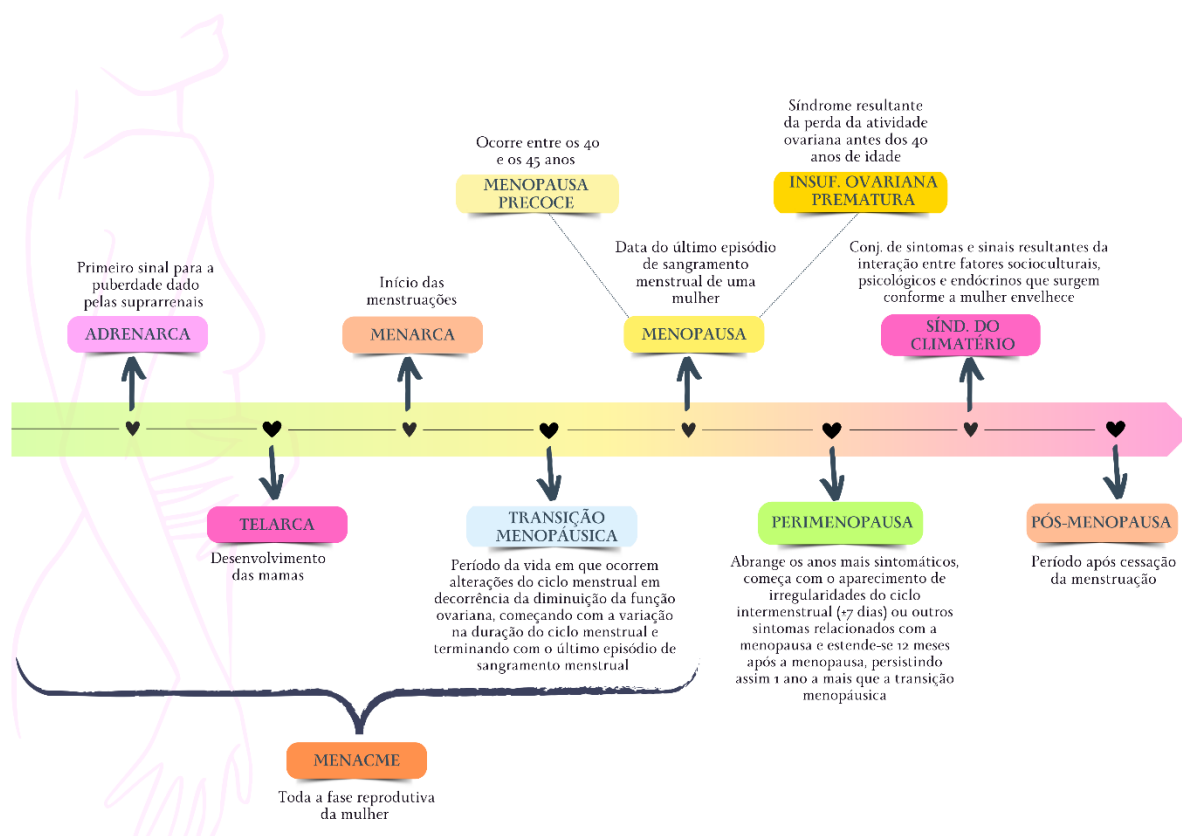 Síndrome resultante
da perda da atividade
ovariana antes dos 40
anos de idade
INSUF. OVARIANA
PREMATURA
Ocorre entre os 40
e os 45 anos
MENOPAUSA
PRECOCE
Primeiro sinal para a
puberdade dado
pelas suprarrenais
ADRENARCA
Início das
menstruações
MENARCA
Data do último episódio
de sangramento
menstrual de uma
mulher
MENOPAUSA
Conj. de sintomas e sinais resultantes da
interação entre fatores socioculturais,
psicológicos e endócrinos que surgem
conforme a mulher envelhece
SÍND. DO
CLIMATÉRIO
TELARCA
Desenvolvimento
das mamas
TRANSIÇÃO
MENOPÁUSICA
Período da vida em que ocorrem
alterações do ciclo menstrual em
decorrência da diminuição da função
ovariana, começando com a variação
na duração do ciclo menstrual e
terminando com o último episódio de
sangramento menstrual
PERIMENOPAUSA
Abrange os anos mais sintomáticos,
começa com o aparecimento de
irregularidades do ciclo
intermenstrual (+7 dias) ou outros
sintomas relacionados com a
menopausa e estende-se 12 meses
após a menopausa, persistindo
assim 1 ano a mais que a transição
menopáusica
PÓS-MENOPAUSA
Período após cessação
da menstruação
MENACME
Toda a fase reprodutiva
da mulher